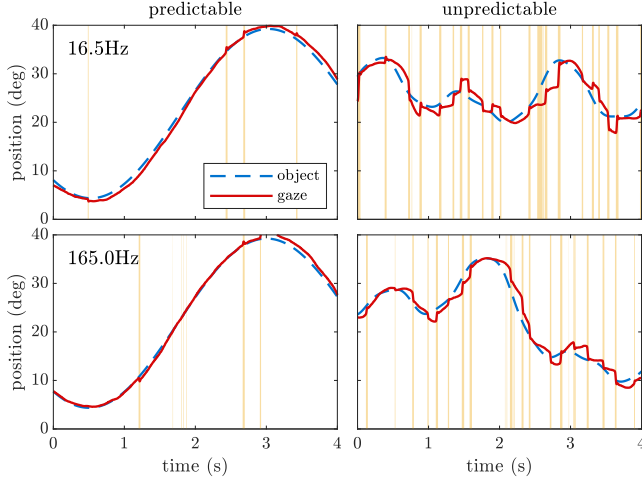 predictable
unpredictable
40
30
20
10
0
position (deg)
16.5Hz
object
gaze
40
30
20
10
0
position (deg)
165.0Hz
0 1 2 3 4
0 1 2 3 4
time (s)
time (s)